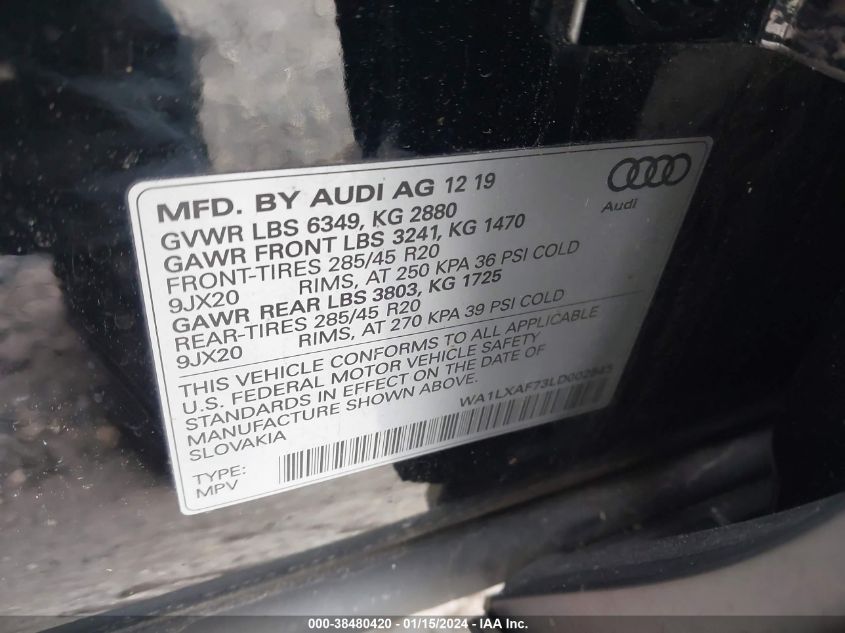 MFD. BY AUDI AG 12 19
Audi
GVWR LBS 6349, KG 2880
GAWR FRONT LBS 3241, KG 1470
FRONT-TIRES 285/45 R20
9JX20 RIMS, AT 250 KPA 36 PSI COLD
GAWR REAR LBS 3803, KG 1725
REAR-TIRES 285/45 R20
9JX20 RIMS, AT 270 KPA 39 PSI COLD
THIS VEHICLE CONFORMS TO ALL APPLICABLE
U.S. FEDERAL MOTOR VEHICLE SAFETY
STANDARDS IN EFFECT ON THE DATE OF
MANUFACTURE SHOWN ABOVE.
SLOVAKIA
WA1LXAF73LD002845
TYPE:
MPV
000-38480420 - 01/15/2024 - IAA Inc.